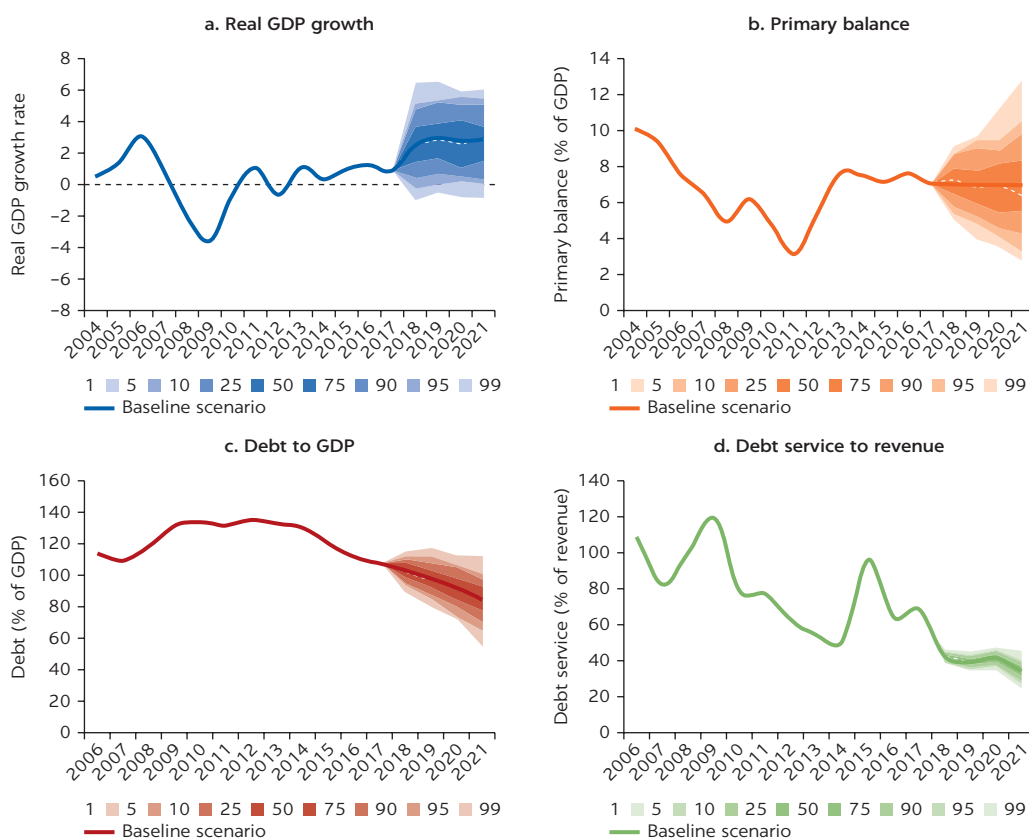 a. Real GDP growth
Real GDP growth rate
8
6
4
2
0
–2
–4
–6
–8
2004 2005 2006 2007 2008 2009 2010 2011 2012 2013 2014 2015 2016 2017 2018 2019 2020 2021
1 5 10 25 50 75 90 95 99
Baseline scenario
b. Primary balance
Primary balance (% of GDP)
14
12
10
8
6
4
2
0
2004 2005 2006 2007 2008 2009 2010 2011 2012 2013 2014 2015 2016 2017 2018 2019 2020 2021
1 5 10 25 50 75 90 95 99
Baseline scenario
c. Debt to GDP
Debt (% of GDP)
160
140
120
100
80
60
40
20
0
2006 2007 2008 2009 2010 2011 2012 2013 2014 2015 2016 2017 2018 2019 2020 2021
1 5 10 25 50 75 90 95 99
Baseline scenario
d. Debt service to revenue
Debt service (% of revenue)
140
120
100
80
60
40
20
0
2006 2007 2008 2009 2010 2011 2012 2013 2014 2015 2016 2017 2018 2019 2020 2021
1 5 10 25 50 75 90 95 99
Baseline scenario